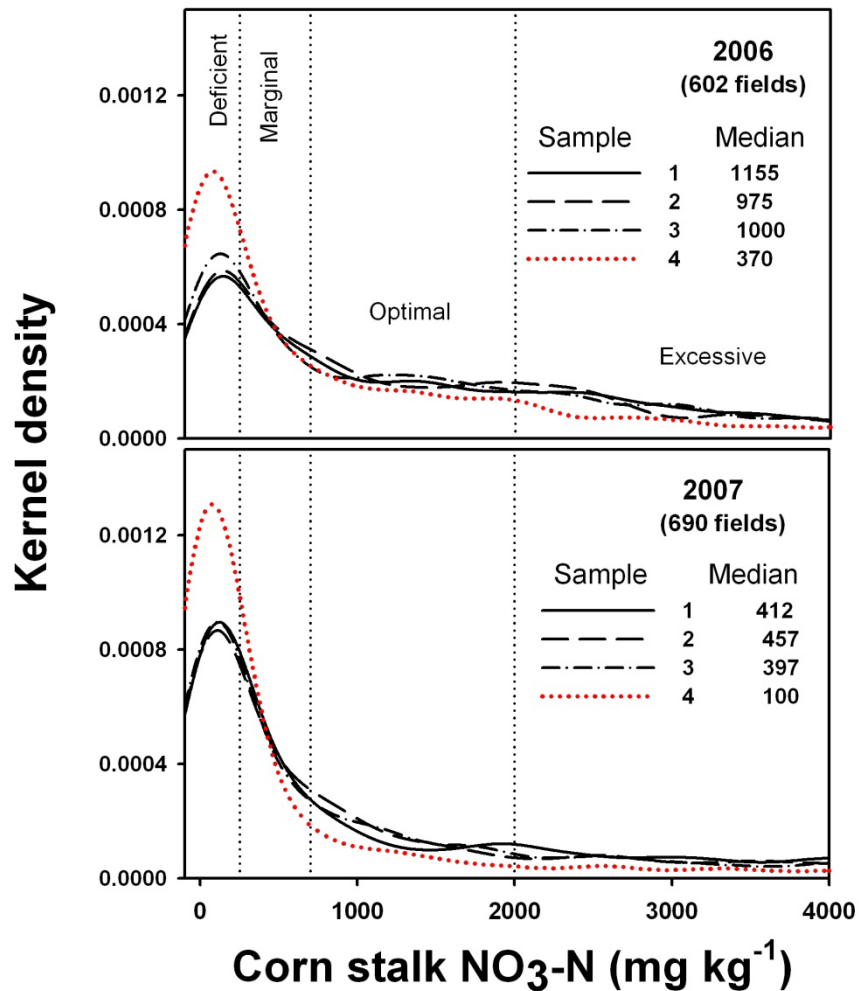 Kernel density
Deficient
Marginal
2006
(602 fields)
Sample Median
1 1155
2 975
3 1000
4 370
Optimal
Excessive
0.0012
0.0008
0.0004
0.0000
2007
(690 fields)
Sample Median
1 412
2 457
3 397
4 100
0.0012
0.0008
0.0004
0.0000
0 1000 2000 3000 4000
Corn stalk NO₃-N (mg kg⁻¹)